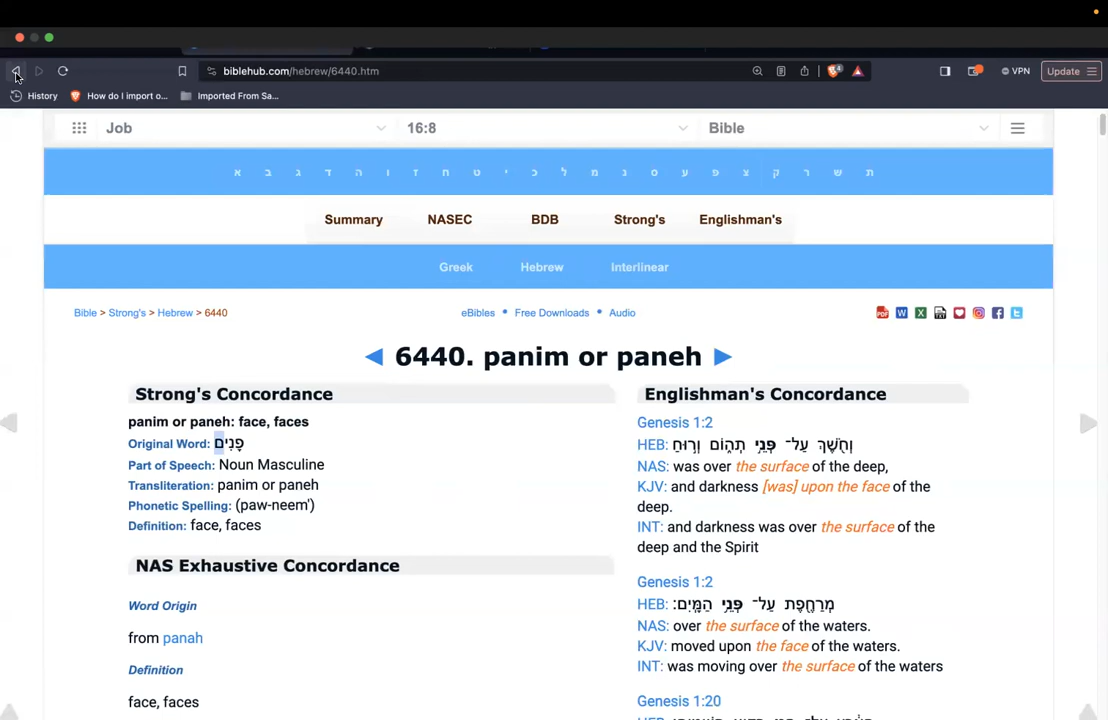 biblehub.com/hebrew/6440.htm
4
VPN
Update
History
How do I import o...
Imported From Sa...
Job
16:8
Bible
א ב ג ד ה ו ז ח ט י כ ל מ נ ס ע פ צ ק ר ש ת
Summary
NASEC
BDB
Strong's
Englishman's
Greek
Hebrew
Interlinear
Bible > Strong's > Hebrew > 6440
eBibles • Free Downloads • Audio
◄ 6440. panim or paneh ►
Strong's Concordance
panim or paneh: face, faces
Original Word: פָּנִים
Part of Speech: Noun Masculine
Transliteration: panim or paneh
Phonetic Spelling: (paw-neem')
Definition: face, faces
NAS Exhaustive Concordance
Word Origin
from panah
Definition
face, faces
Englishman's Concordance
Genesis 1:2
HEB: וְחֹ֖שֶׁךְ עַל־ פְּנֵ֣י תְה֑וֹם וְר֣וּחַ
NAS: was over the surface of the deep,
KJV: and darkness [was] upon the face of the
deep.
INT: and darkness was over the surface of the
deep and the Spirit
Genesis 1:2
HEB: מְרַחֶ֖פֶת עַל־ פְּנֵ֥י הַמָּֽיִם׃
NAS: over the surface of the waters.
KJV: moved upon the face of the waters.
INT: was moving over the surface of the waters
Genesis 1:20
HEB: